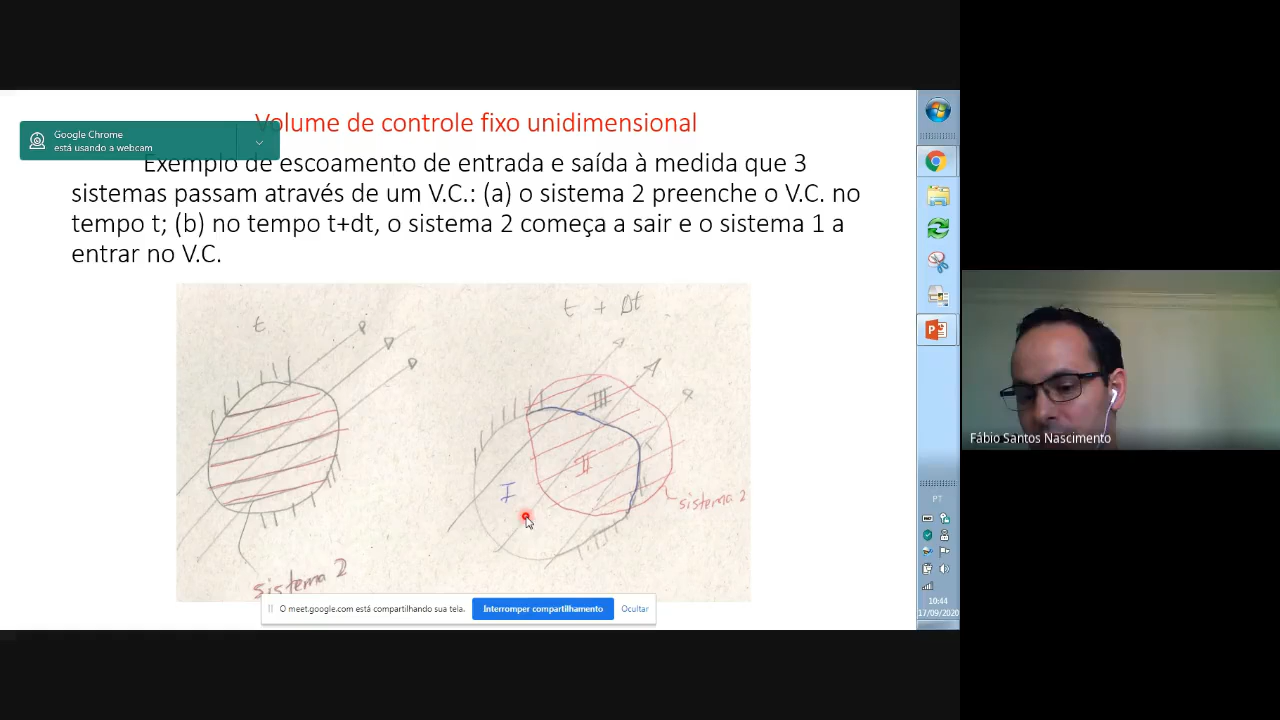 Volume de controle fixo unidimensional
Google Chrome
está usando a webcam
Exemplo de escoamento de entrada e saída à medida que 3
sistemas passam através de um V.C.: (a) o sistema 2 preenche o V.C. no
tempo t; (b) no tempo t+dt, o sistema 2 começa a sair e o sistema 1 a
entrar no V.C.
t
t + Δt
III
II
I
sistema 2
sistema 2
O meet.google.com está compartilhando sua tela.
Interromper compartilhamento
Ocultar
Fábio Santos Nascimento
PT
10:44
17/09/2020